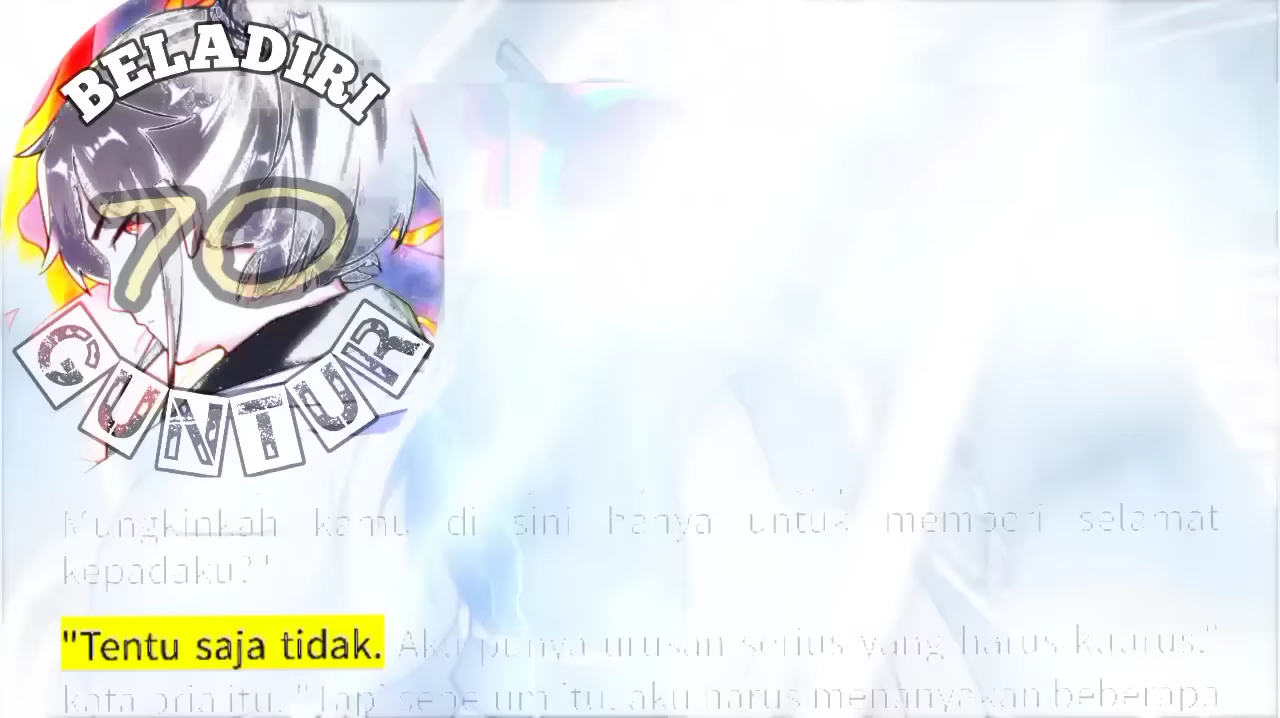 BELADIRI
70
GUNTUR
Mungkinkah kamu di sini hanya untuk memberi selamat
kepadaku?"
"Tentu saja tidak. Aku punya urusan serius yang harus kuurus."
kata pria itu. "Tapi sebelum itu, aku harus menanyakan beberapa